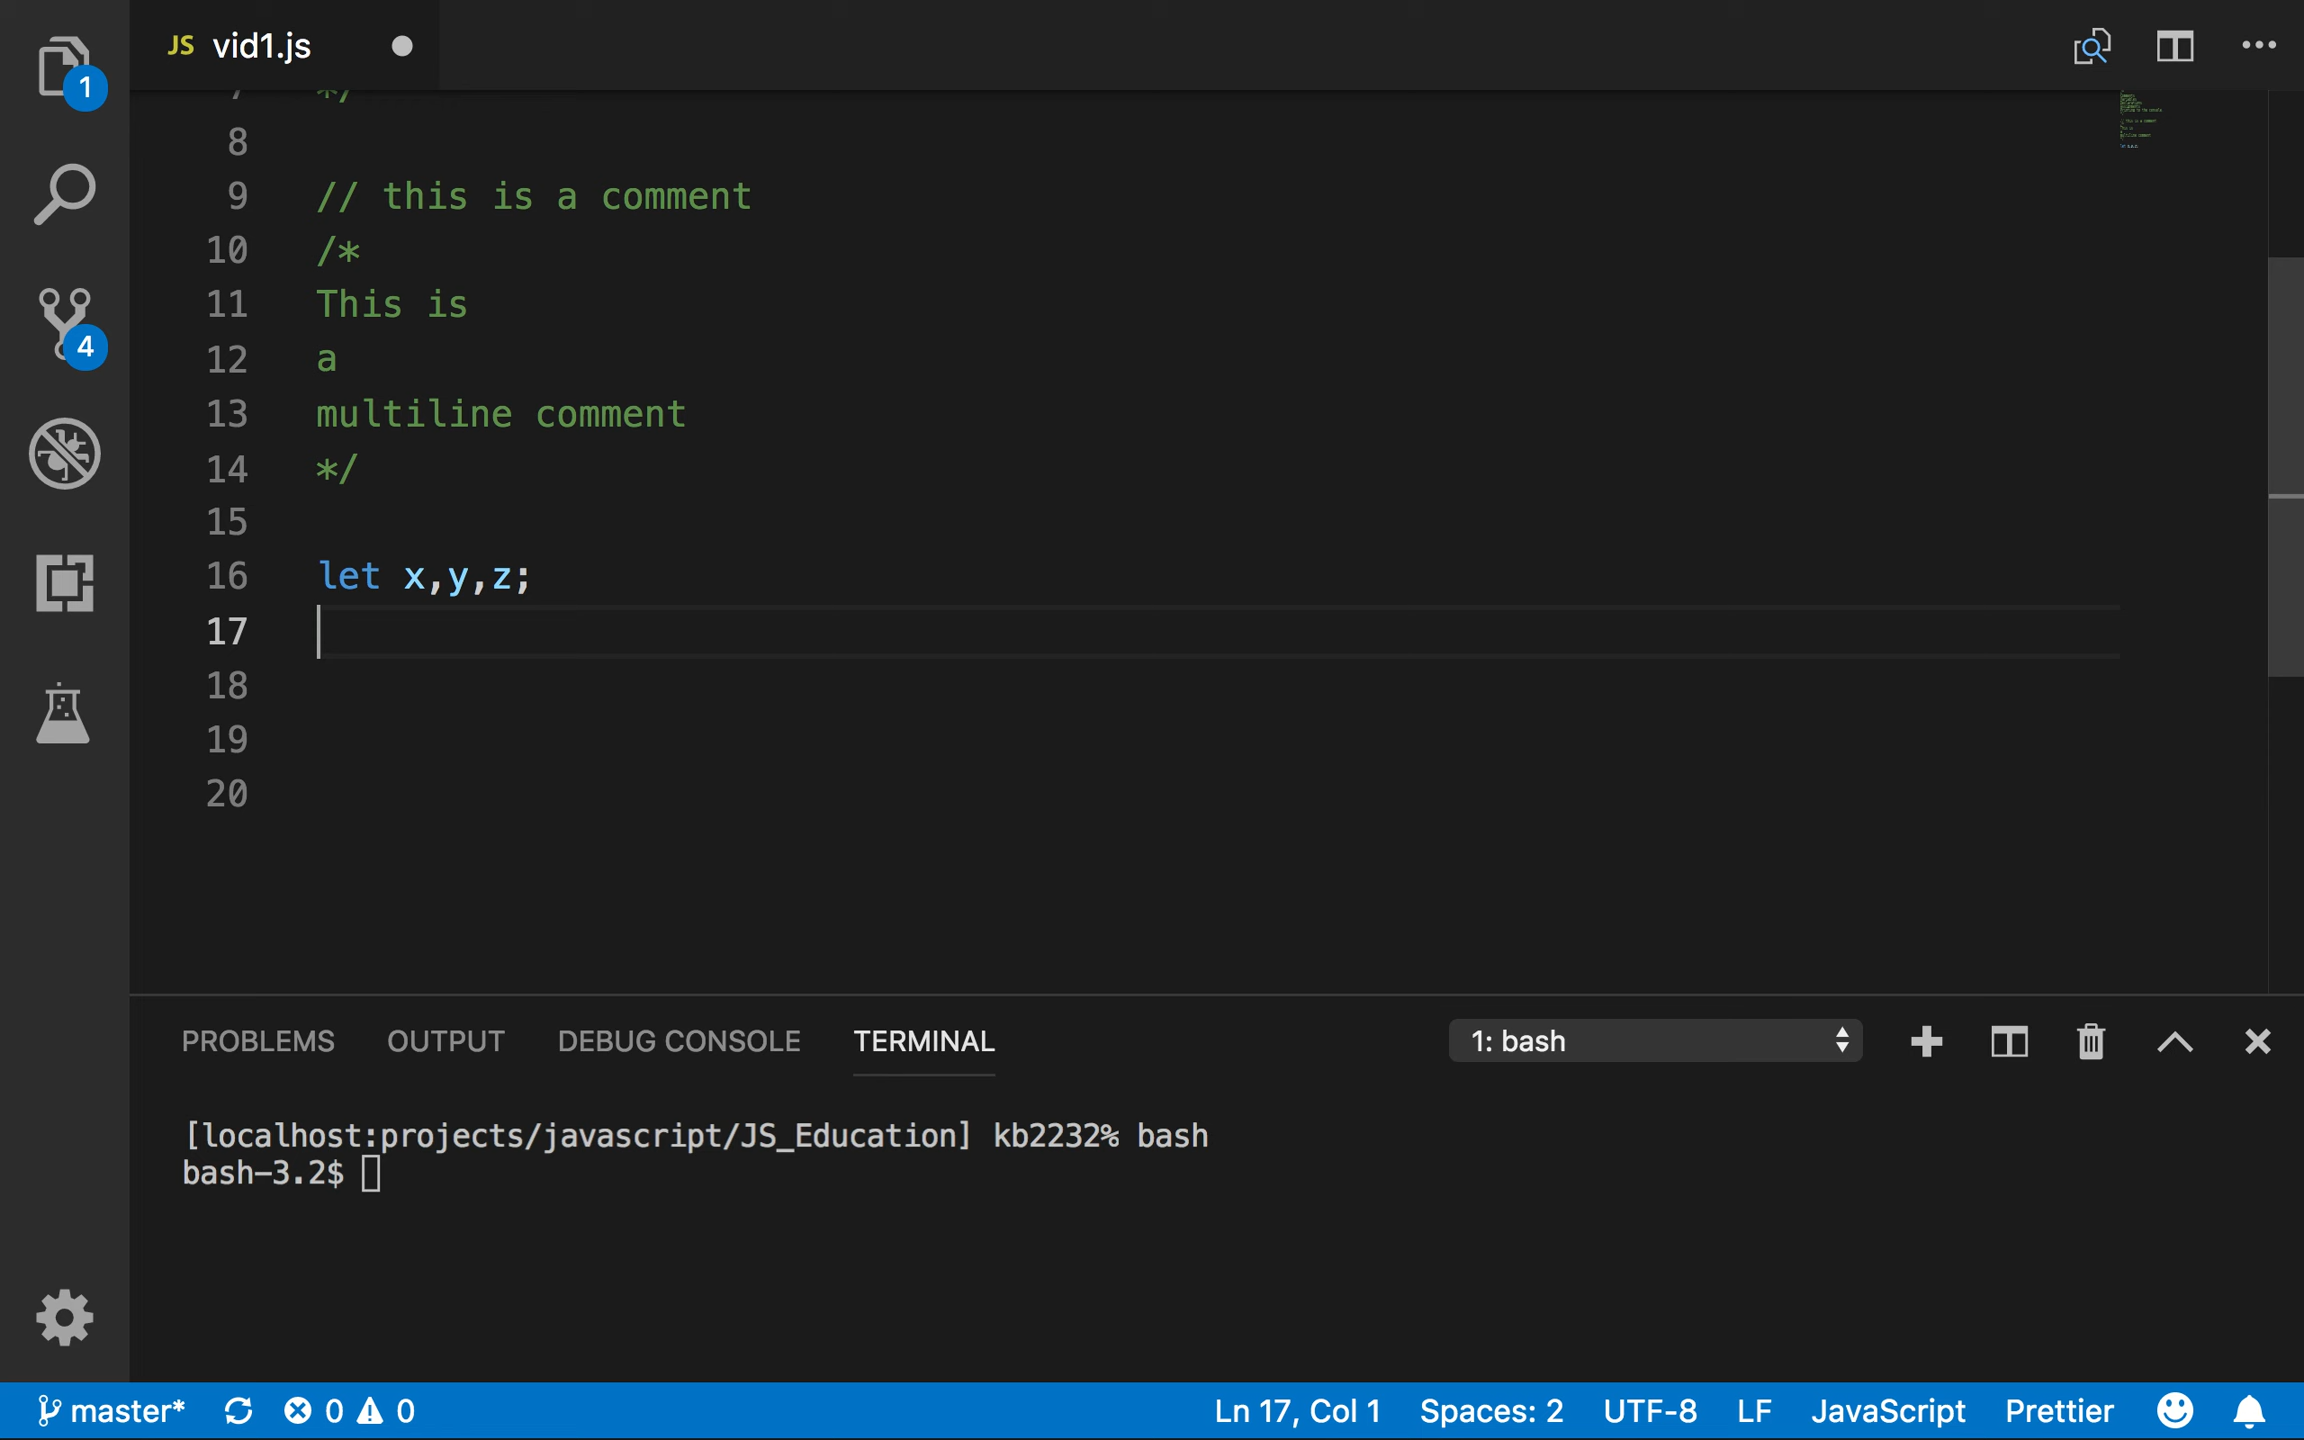 JS vid1.js
1
7 */
8
9 // this is a comment
10 /*
11 This is
4
12 a
13 multiline comment
14 */
15
16 let x,y,z;
17
18
19
20
PROBLEMS OUTPUT DEBUG CONSOLE TERMINAL 1: bash
[localhost:projects/javascript/JS_Education] kb2232% bash
bash-3.2$
master* 0 0 Ln 17, Col 1 Spaces: 2 UTF-8 LF JavaScript Prettier